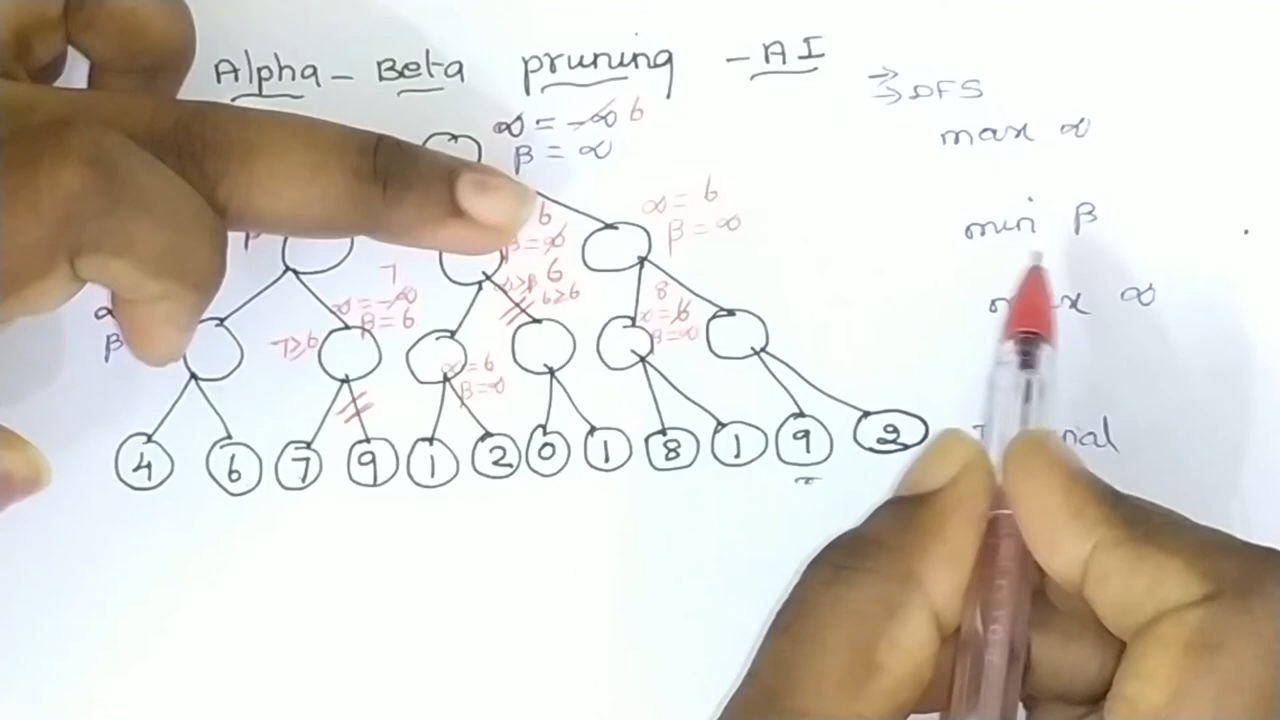 Alpha - Beta pruning - AI
→
→ DFS
∝ = -∞ 6
β = ∞
max ∝
6
β = ∞
6
∝ = 6
β = ∞
min β
∝ ≥ β
6 ≥ 6
7
∝ = -∞
β = 6
7 ≥ 6
8
∝ = 6
β = ∞
∝
β
∝ = 6
β = ∞
∝
4 6 7 9 1 2 0 1 8 1 9 2